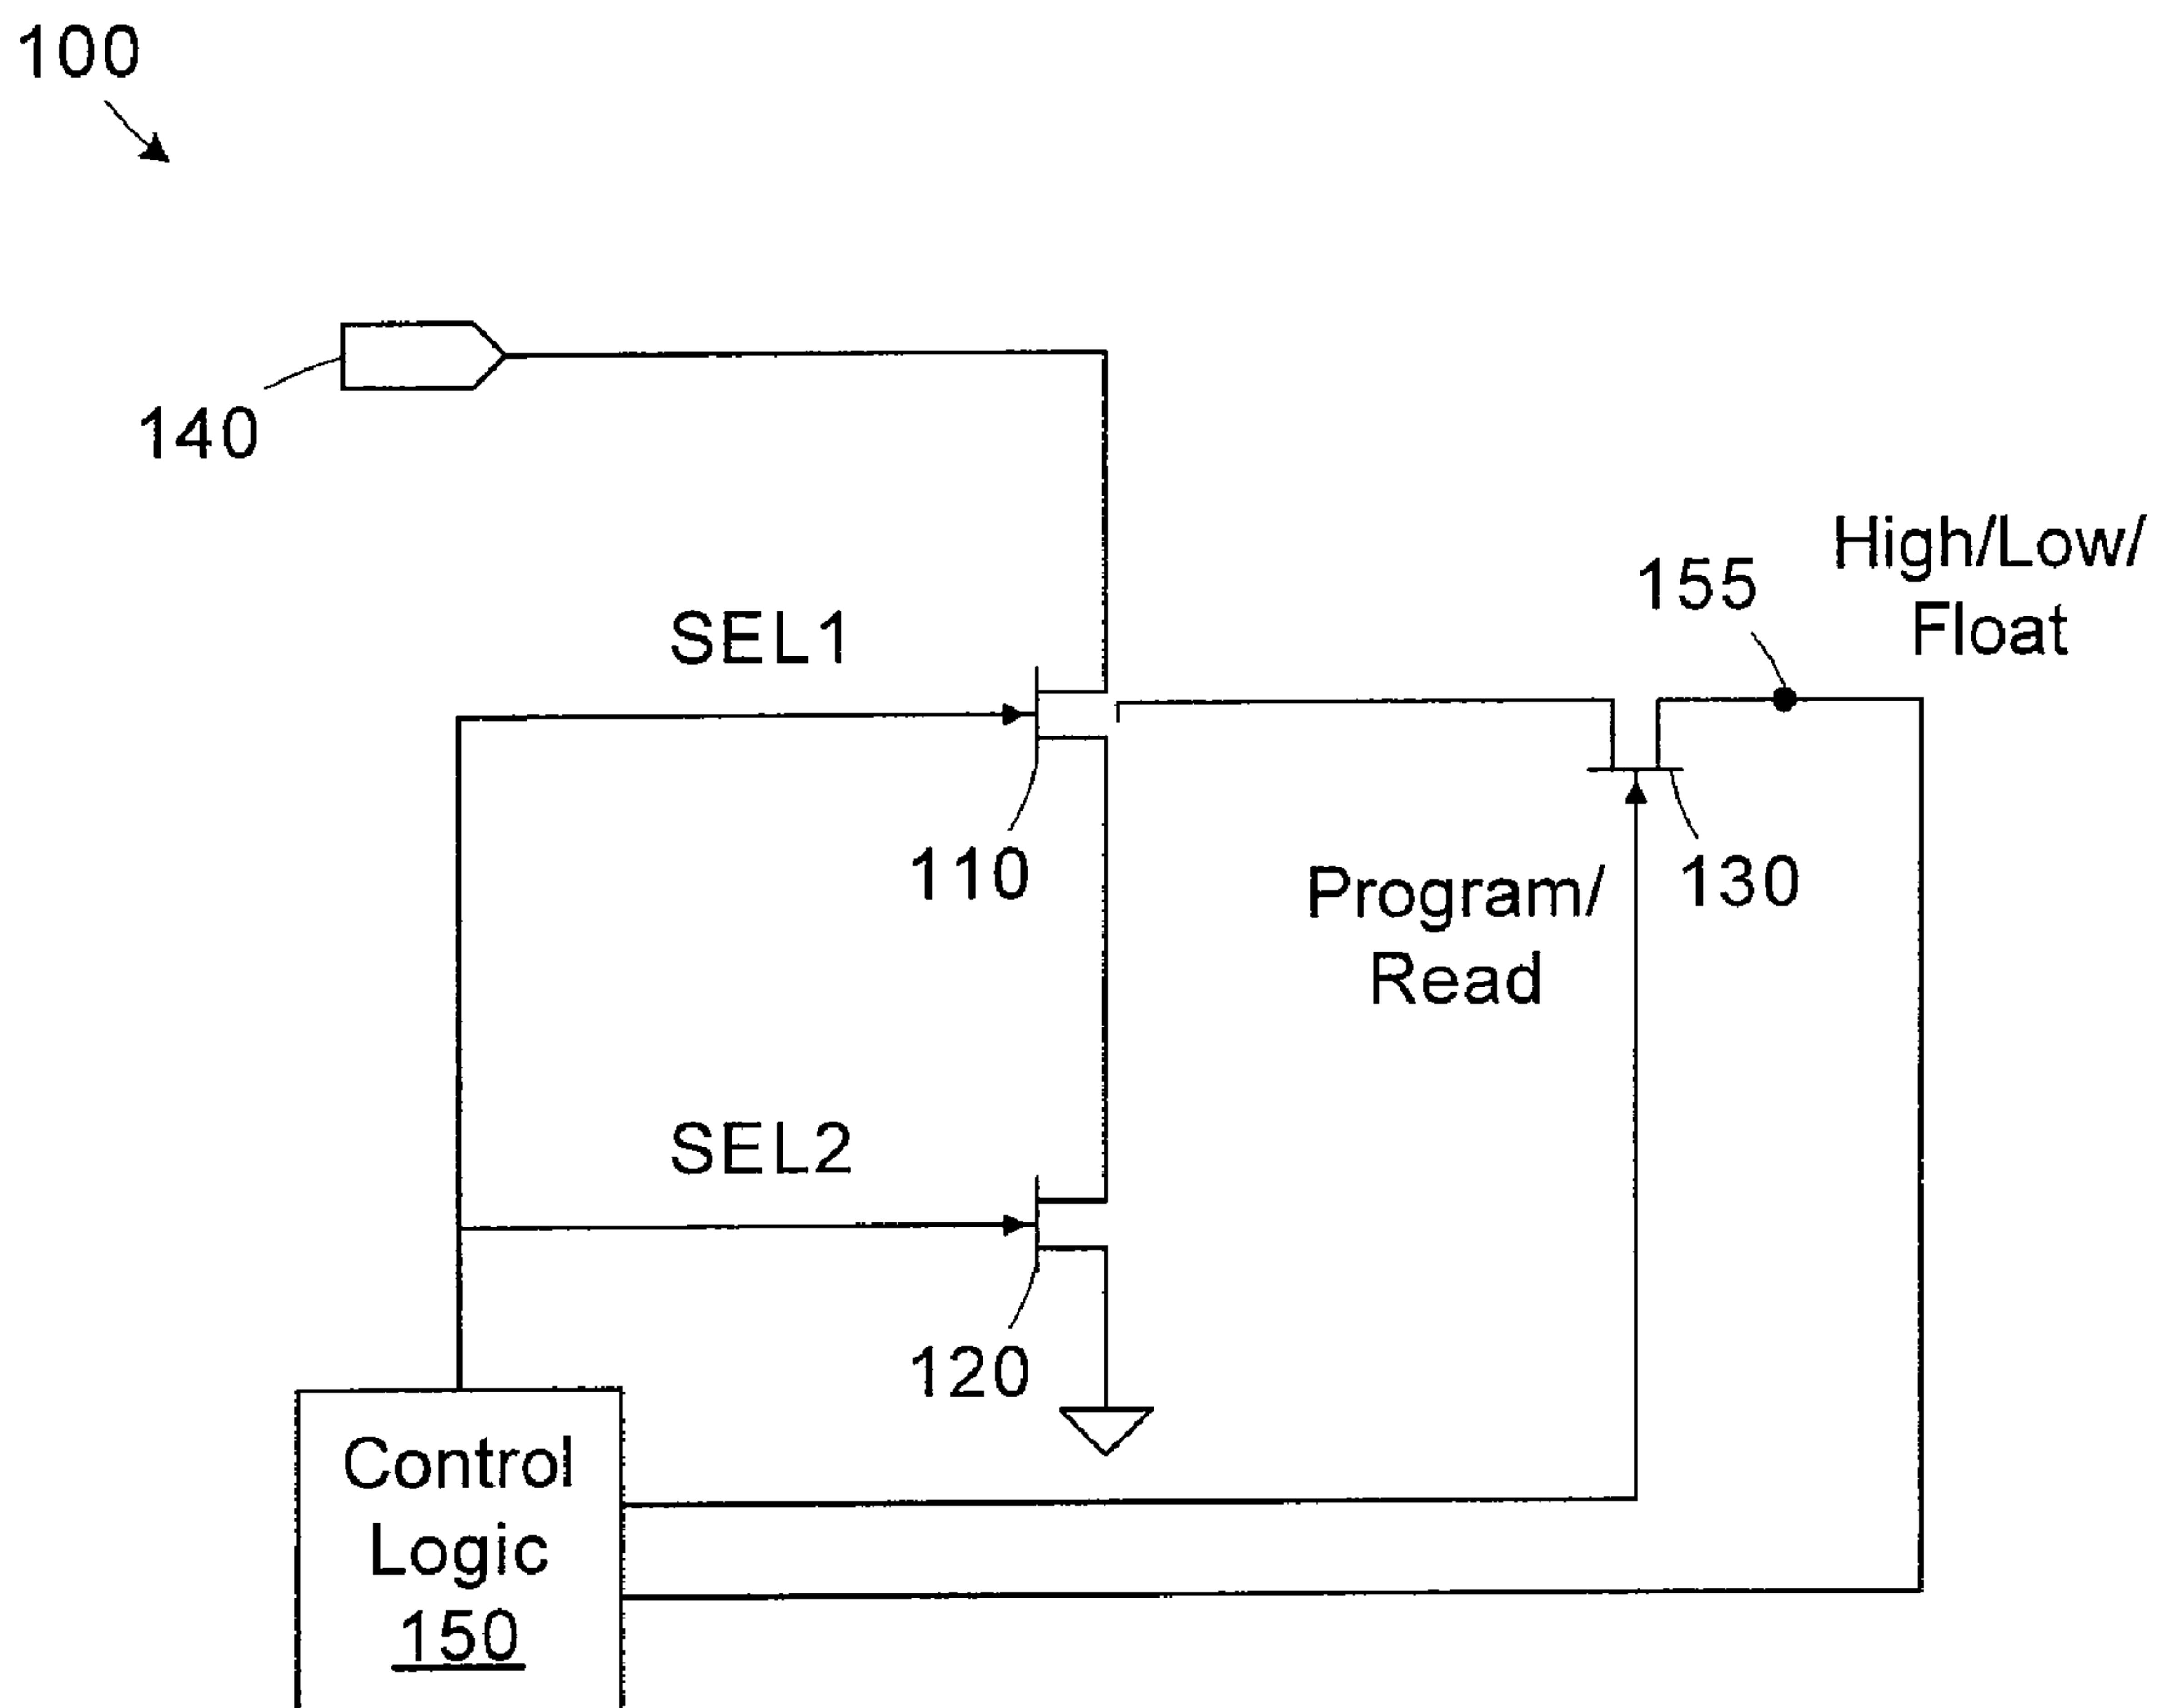 100
140
High/Low/
Float
155
SEL1
110
Program/
Read
130
SEL2
120
Control
Logic
150